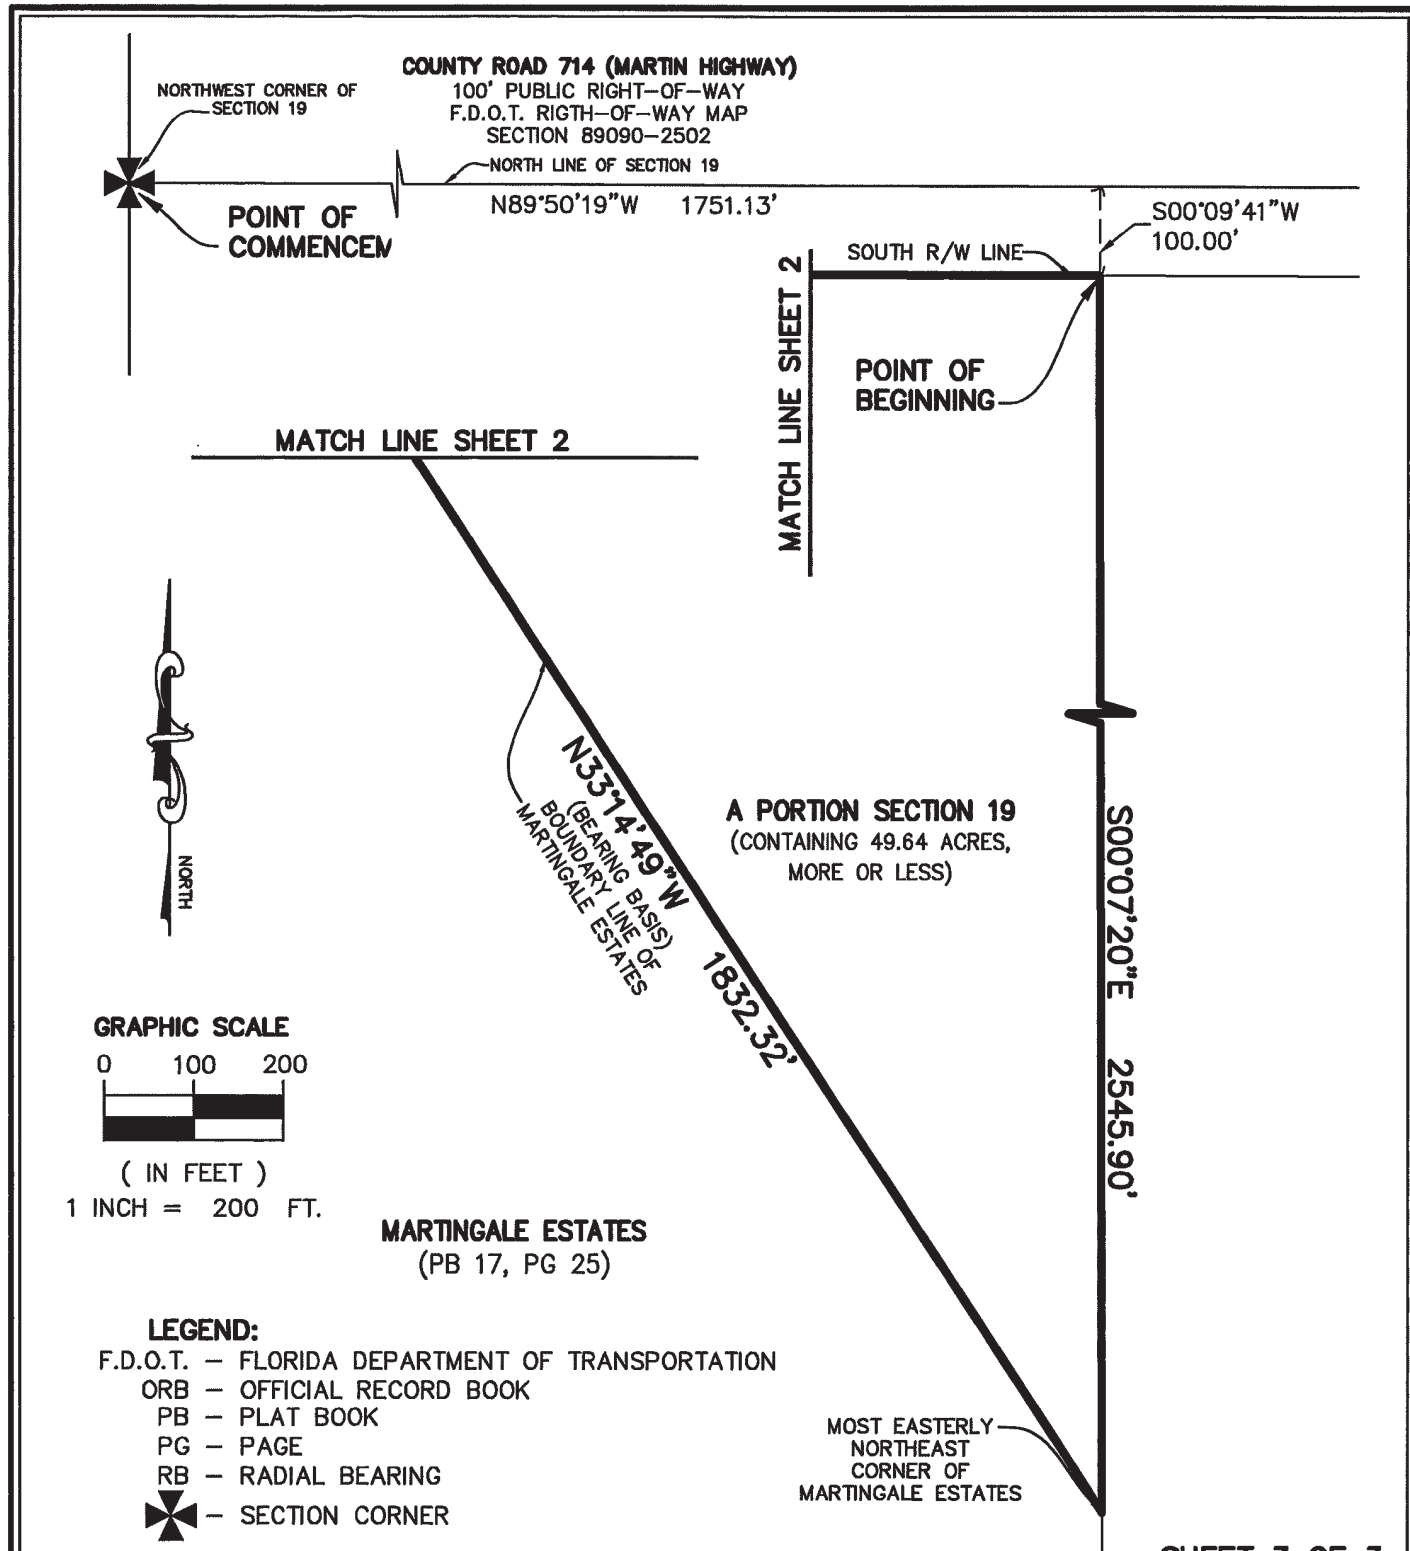 COUNTY ROAD 714 (MARTIN HIGHWAY)
100' PUBLIC RIGHT-OF-WAY
F.D.O.T. RIGTH-OF-WAY MAP
SECTION 89090-2502
NORTHWEST CORNER OF
SECTION 19
NORTH LINE OF SECTION 19
N89°50'19"W 1751.13'
POINT OF
COMMENCEM
S00°09'41"W
100.00'
SOUTH R/W LINE
MATCH LINE SHEET 2
POINT OF
BEGINNING
MATCH LINE SHEET 2
N33°14'49"W 1832.32'
(BEARING BASIS)
BOUNDARY LINE OF
MARTINGALE ESTATES
A PORTION SECTION 19
(CONTAINING 49.64 ACRES,
MORE OR LESS)
S00°07'20"E 2545.90'
NORTH
GRAPHIC SCALE
0 100 200
( IN FEET )
1 INCH = 200 FT.
MARTINGALE ESTATES
(PB 17, PG 25)
LEGEND:
F.D.O.T. - FLORIDA DEPARTMENT OF TRANSPORTATION
ORB - OFFICIAL RECORD BOOK
PB - PLAT BOOK
PG - PAGE
RB - RADIAL BEARING
- SECTION CORNER
MOST EASTERLY
NORTHEAST
CORNER OF
MARTINGALE ESTATES